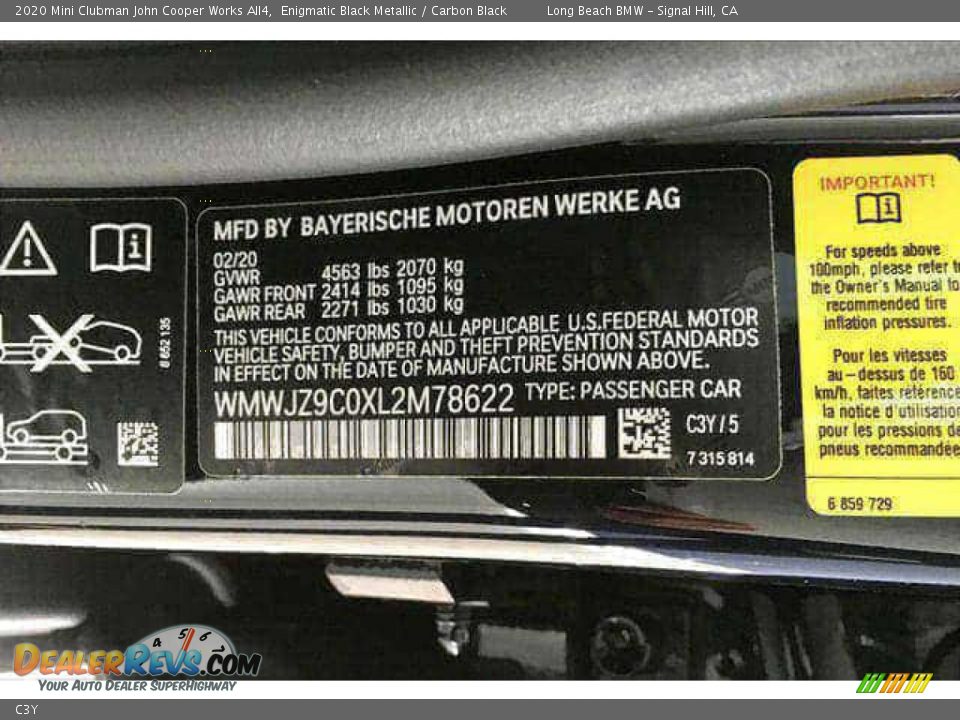 2020 Mini Clubman John Cooper Works All4, Enigmatic Black Metallic / Carbon Black Long Beach BMW - Signal Hill, CA
MFD BY BAYERISCHE MOTOREN WERKE AG
02/20
GVWR 4563 lbs 2070 kg
GAWR FRONT 2414 lbs 1095 kg
GAWR REAR 2271 lbs 1030 kg
THIS VEHICLE CONFORMS TO ALL APPLICABLE U.S.FEDERAL MOTOR
VEHICLE SAFETY, BUMPER AND THEFT PREVENTION STANDARDS
IN EFFECT ON THE DATE OF MANUFACTURE SHOWN ABOVE.
WMWJZ9C0XL2M78622 TYPE: PASSENGER CAR
C3Y / 5
7 315 814
8 652 135
IMPORTANT!
For speeds above
100mph, please refer
the Owner's Manual
recommended tire
inflation pressures.
Pour les vitesses
au-dessus de 160
km/h, faites référence
la notice d'utilisation
pour les pressions
pneus recommandée
6 859 729
4 5 6
DEALERREVS.COM
YOUR AUTO DEALER SUPERHIGHWAY
C3Y